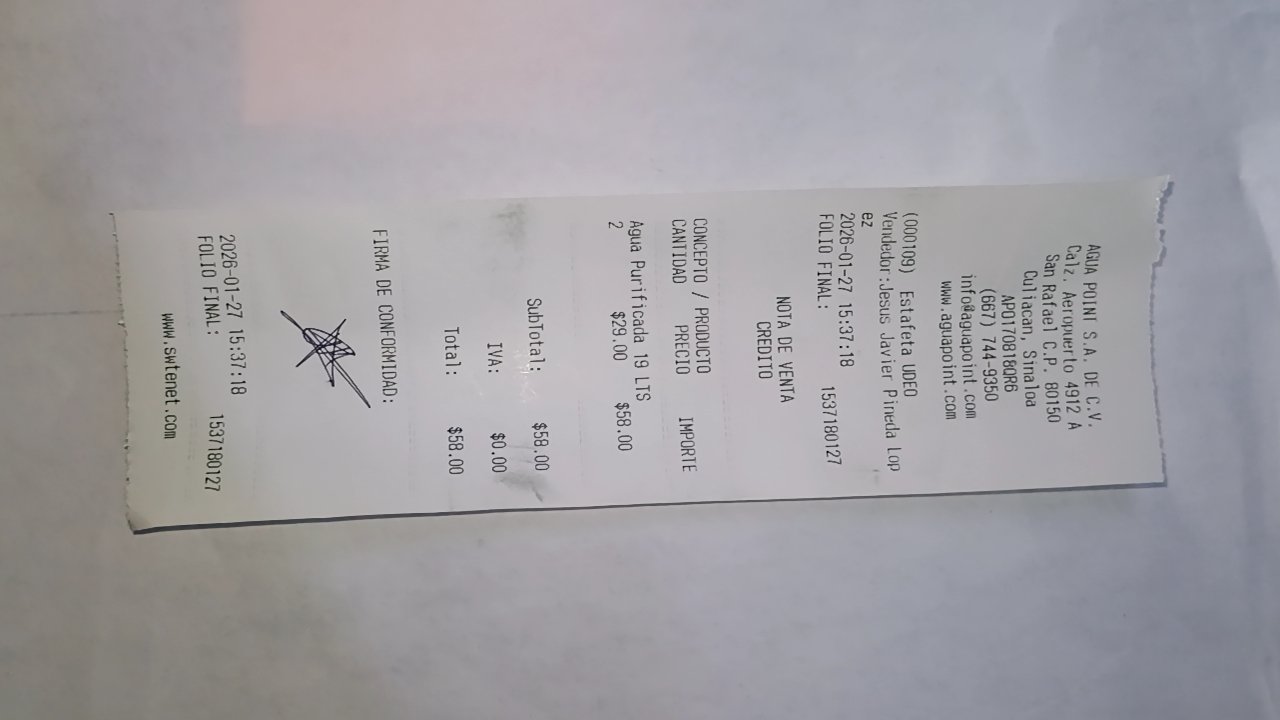 AGUA POINT S.A. DE C.V.
Calz. Aeropuerto 4912 A
San Rafael C.P. 80150
Culiacan, Sinaloa
APO170818QR6
(667) 744-9350
info@aguapoint.com
www.aguapoint.com
(000109) Estafeta UDEO
Vendedor:Jesus Javier Pineda Lop
ez
2026-01-27 15:37:18
FOLIO FINAL: 1537180127
NOTA DE VENTA
CREDITO
CONCEPTO / PRODUCTO
CANTIDAD PRECIO IMPORTE
Agua Purificada 19 LTS
2 $29.00 $58.00
SubTotal: $58.00
IVA: $0.00
Total: $58.00
FIRMA DE CONFORMIDAD:
2026-01-27 15:37:18
FOLIO FINAL: 1537180127
www.swtenet.com